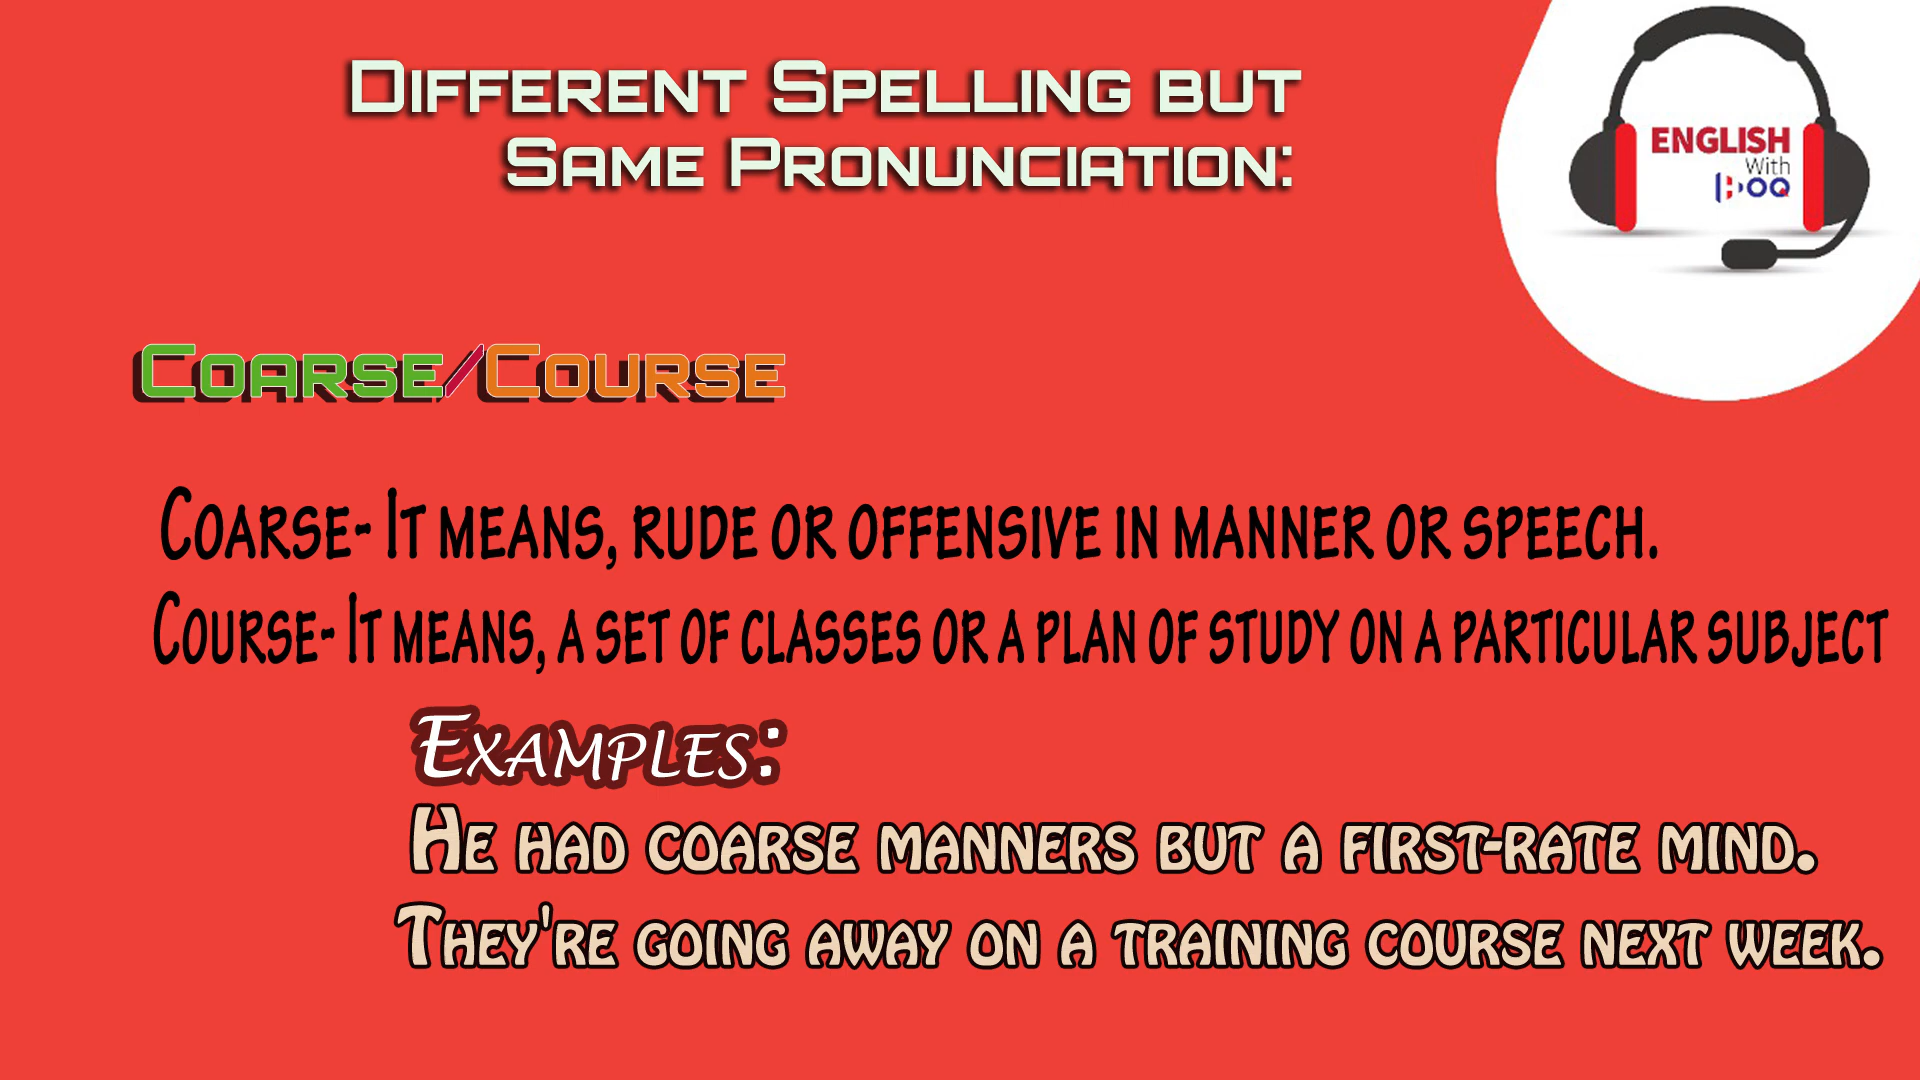 Different Spelling but
Same Pronunciation:
ENGLISH
With
Coarse/Course
Coarse- It means, rude or offensive in manner or speech.
Course- It means, a set of classes or a plan of study on a particular subject
Examples:
He had coarse manners but a first-rate mind.
They're going away on a training course next week.